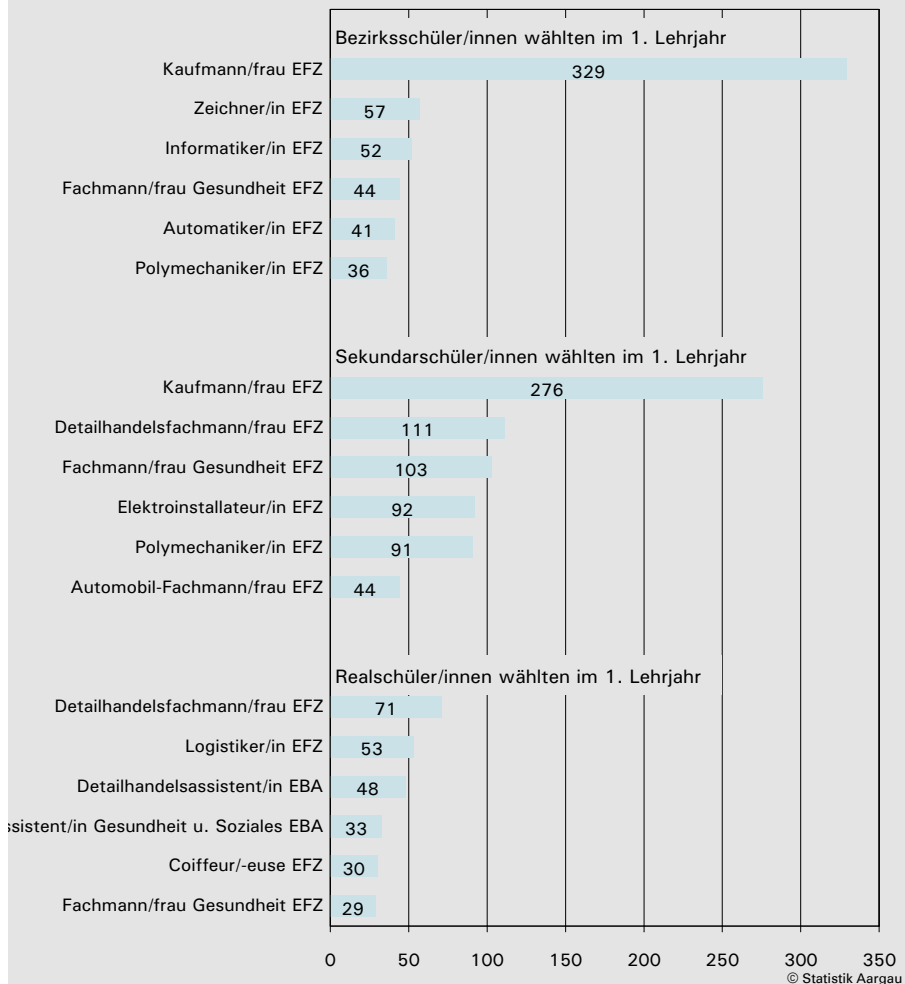 Bezirksschüler/innen wählten im 1. Lehrjahr
Kaufmann/frau EFZ 329
Zeichner/in EFZ 57
Informatiker/in EFZ 52
Fachmann/frau Gesundheit EFZ 44
Automatiker/in EFZ 41
Polymechaniker/in EFZ 36
Sekundarschüler/innen wählten im 1. Lehrjahr
Kaufmann/frau EFZ 276
Detailhandelsfachmann/frau EFZ 111
Fachmann/frau Gesundheit EFZ 103
Elektroinstallateur/in EFZ 92
Polymechaniker/in EFZ 91
Automobil-Fachmann/frau EFZ 44
Realschüler/innen wählten im 1. Lehrjahr
Detailhandelsfachmann/frau EFZ 71
Logistiker/in EFZ 53
Detailhandelsassistent/in EBA 48
ssistent/in Gesundheit u. Soziales EBA 33
Coiffeur/-euse EFZ 30
Fachmann/frau Gesundheit EFZ 29
0 50 100 150 200 250 300 350
© Statistik Aargau